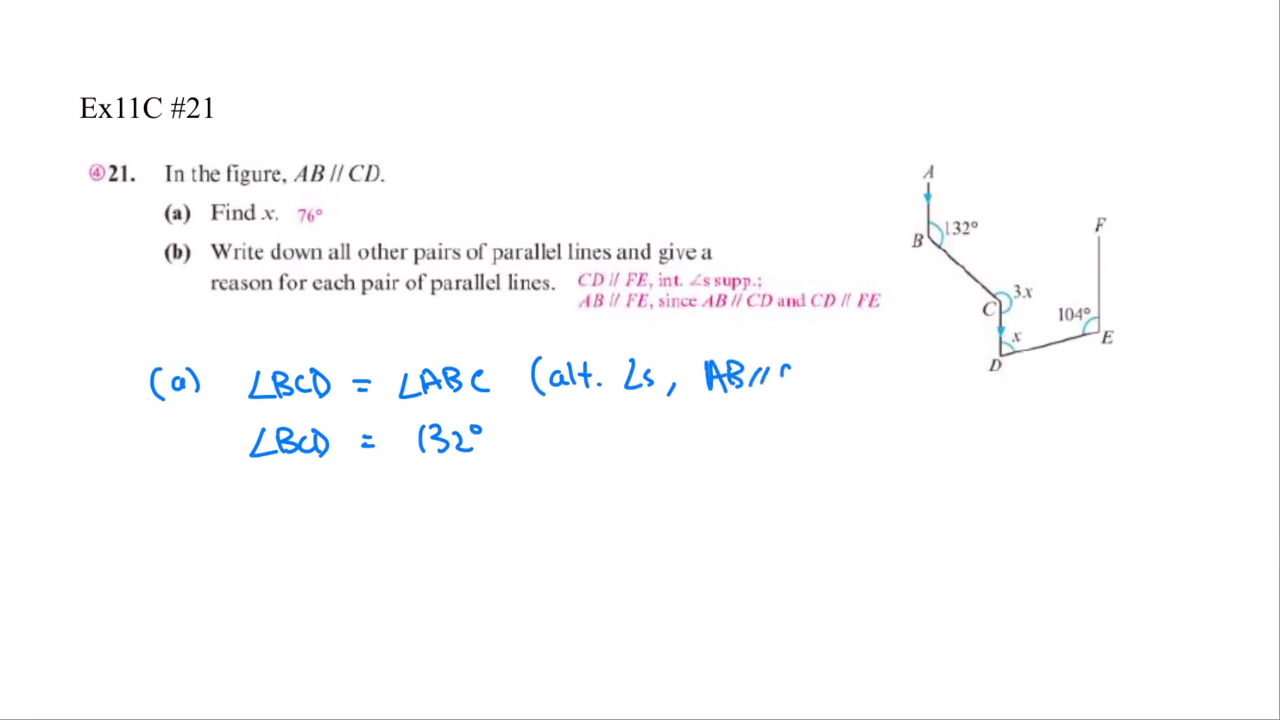 Ex11C #21
④21. In the figure, AB // CD.
(a) Find x. 76°
(b) Write down all other pairs of parallel lines and give a
reason for each pair of parallel lines. CD // FE, int. ∠s supp.;
AB // FE, since AB // CD and CD // FE
A
B
132°
C
3x
D
x
104°
E
F
(a) ∠BCD = ∠ABC (alt. ∠s, AB //
∠BCD = 132°